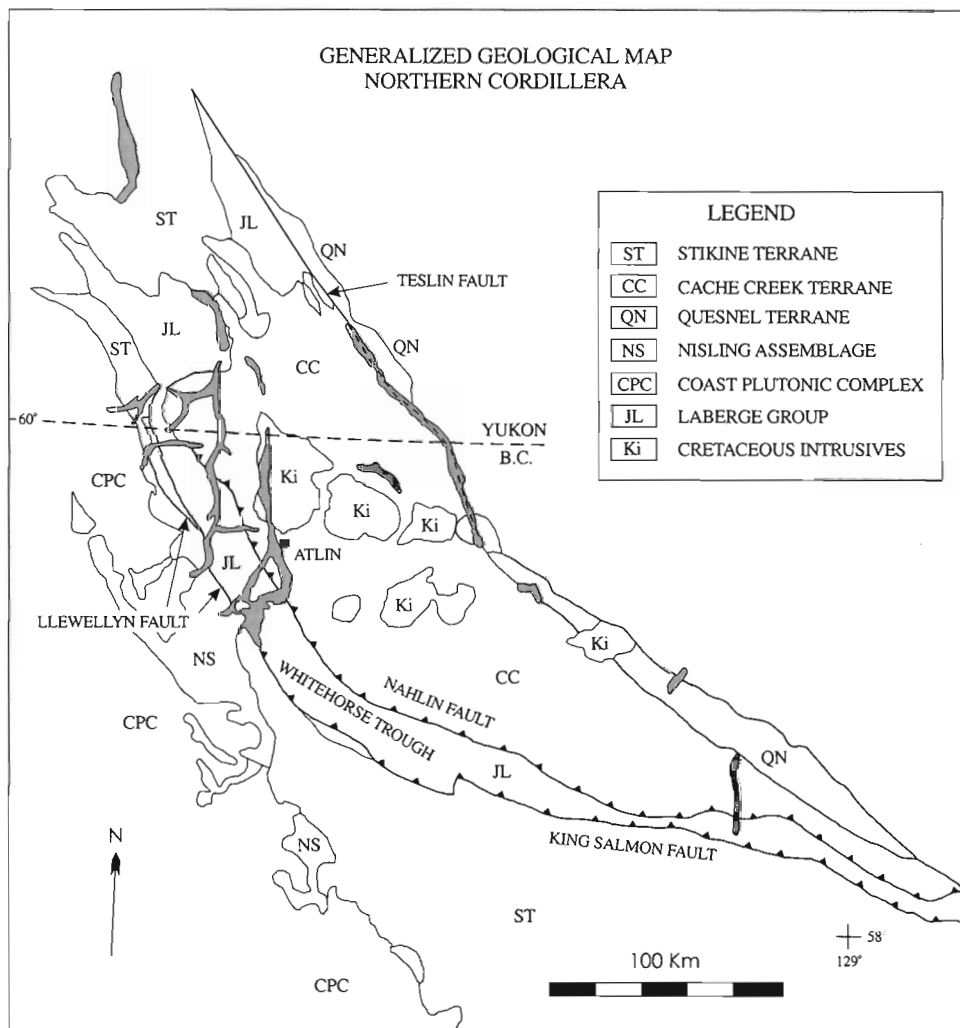 GENERALIZED GEOLOGICAL MAP
NORTHERN CORDILLERA
LEGEND
ST STIKINE TERRANE
CC CACHE CREEK TERRANE
QN QUESNEL TERRANE
NS NISLING ASSEMBLAGE
CPC COAST PLUTONIC COMPLEX
JL LABERGE GROUP
Ki CRETACEOUS INTRUSIVES
ST
JL
QN
TESLIN FAULT
JL
ST
QN
CC
60°
YUKON
B.C.
CPC
Ki
Ki
Ki
ATLIN
JL
Ki
LLEWELLYN FAULT
Ki
NS
CC
NAHLIN FAULT
WHITEHORSE TROUGH
CPC
QN
JL
KING SALMON FAULT
N
NS
ST
58°
129°
100 Km
CPC